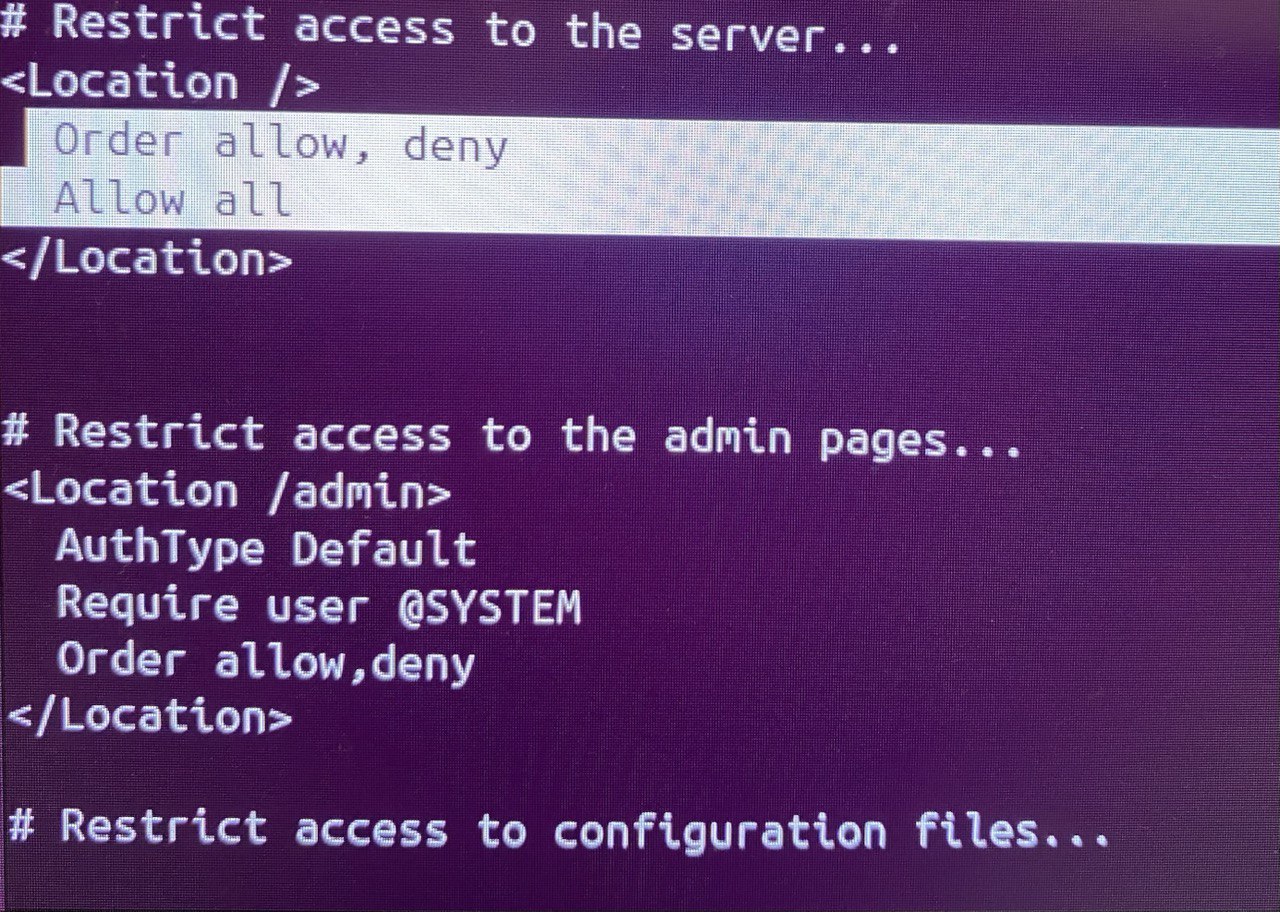 # Restrict access to the server...
<Location />
  Order allow, deny
  Allow all
</Location>
# Restrict access to the admin pages...
<Location /admin>
  AuthType Default
  Require user @SYSTEM
  Order allow,deny
</Location>
# Restrict access to configuration files...